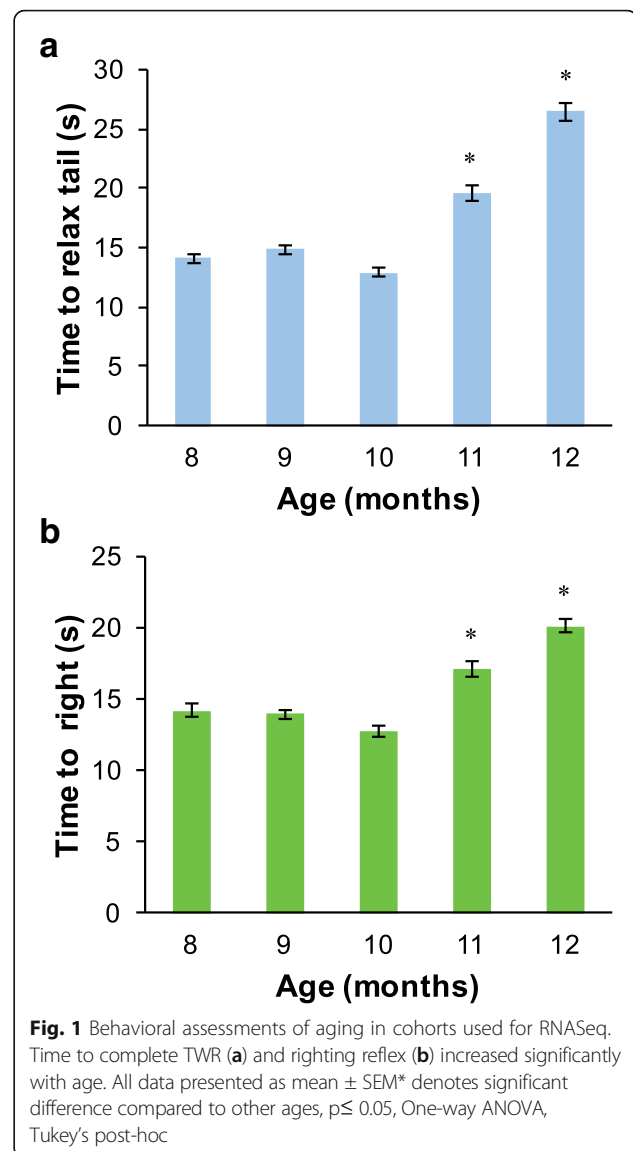 a
30
25
20
15
10
5
0
Time to relax tail (s)
*
*
8 9 10 11 12
Age (months)
b
25
20
15
10
5
0
Time to right (s)
*
*
8 9 10 11 12
Age (months)
Fig. 1 Behavioral assessments of aging in cohorts used for RNASeq.
Time to complete TWR (a) and righting reflex (b) increased significantly
with age. All data presented as mean ± SEM* denotes significant
difference compared to other ages, p≤ 0.05, One-way ANOVA,
Tukey's post-hoc